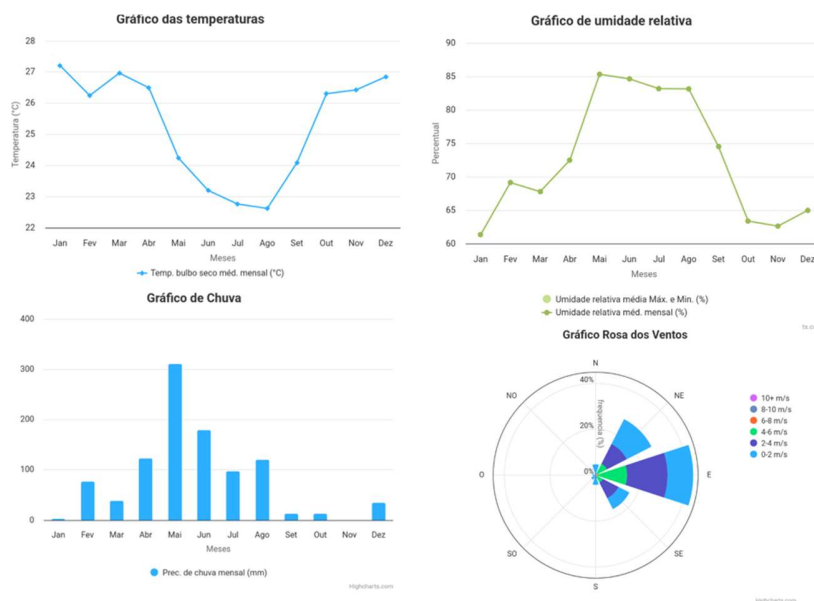 Gráfico das temperaturas
28
27
26
25
24
23
22
Temperatura (°C)
Jan Fev Mar Abr Mai Jun Jul Ago Set Out Nov Dez
Meses
Temp. bulbo seco méd. mensal (°C)
Gráfico de umidade relativa
90
85
80
75
70
65
60
Percentual
Jan Fev Mar Abr Mai Jun Jul Ago Set Out Nov Dez
Meses
Umidade relativa média Máx. e Min. (%)
Umidade relativa méd. mensal (%)
Gráfico de Chuva
400
300
200
100
0
Jan Fev Mar Abr Mai Jun Jul Ago Set Out Nov Dez
Meses
Prec. de chuva mensal (mm)
Highcharts.com
Gráfico Rosa dos Ventos
N
NE
E
SE
S
SO
O
NO
40%
20%
0%
frequencia (%)
10+ m/s
8-10 m/s
6-8 m/s
4-6 m/s
2-4 m/s
0-2 m/s
Highcharts.com